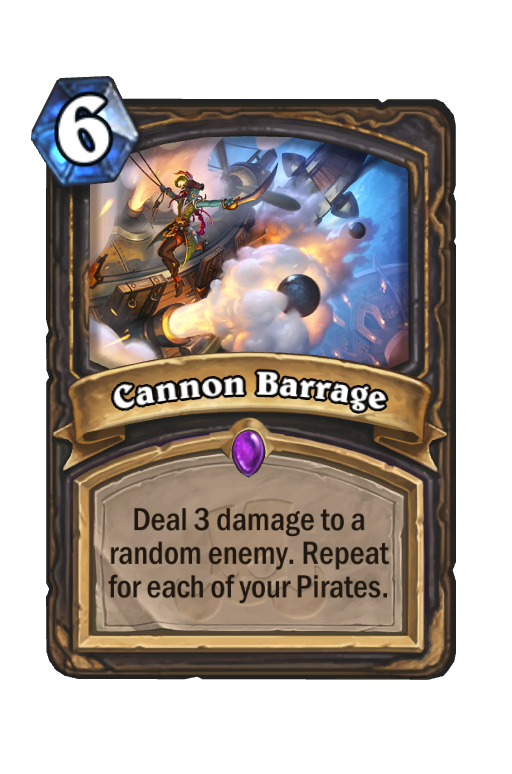 6
Cannon Barrage
Deal 3 damage to a
random enemy. Repeat
for each of your Pirates.